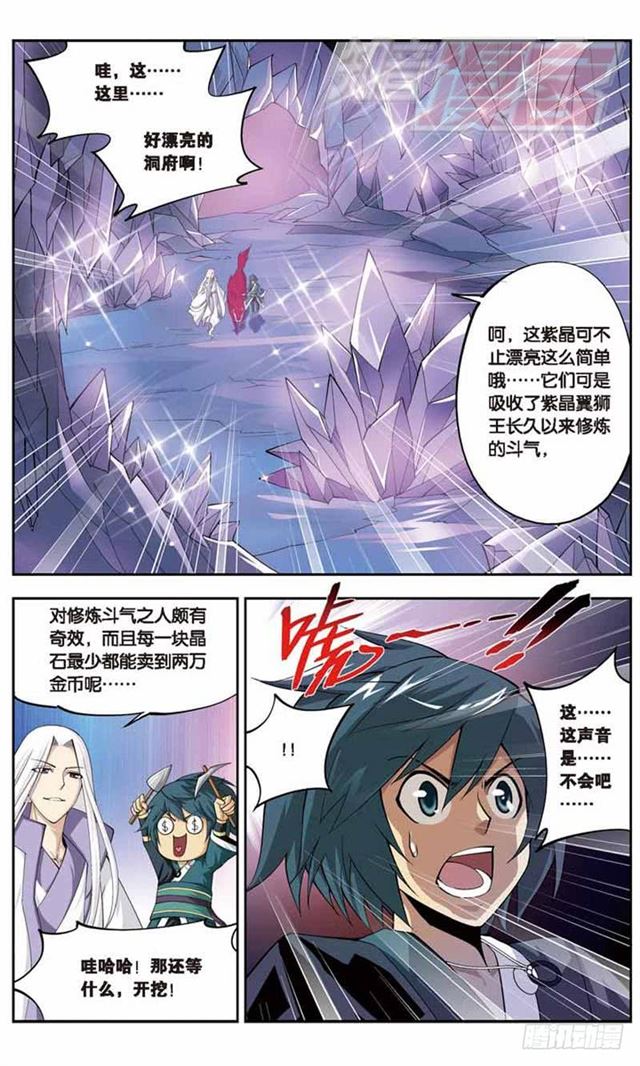 哇，这……
这里……
好漂亮的
洞府啊！
呵，这紫晶可不
止漂亮这么简单
哦……它们可是
吸收了紫晶翼狮
王长久以来修炼
的斗气，
对修炼斗气之人颇有
奇效，而且每一块晶
石最少都能卖到两万
金币呢……
哇哈哈！那还等
什么，开挖！
！！
这……
这声音
是……
不会吧
……
腾讯动漫